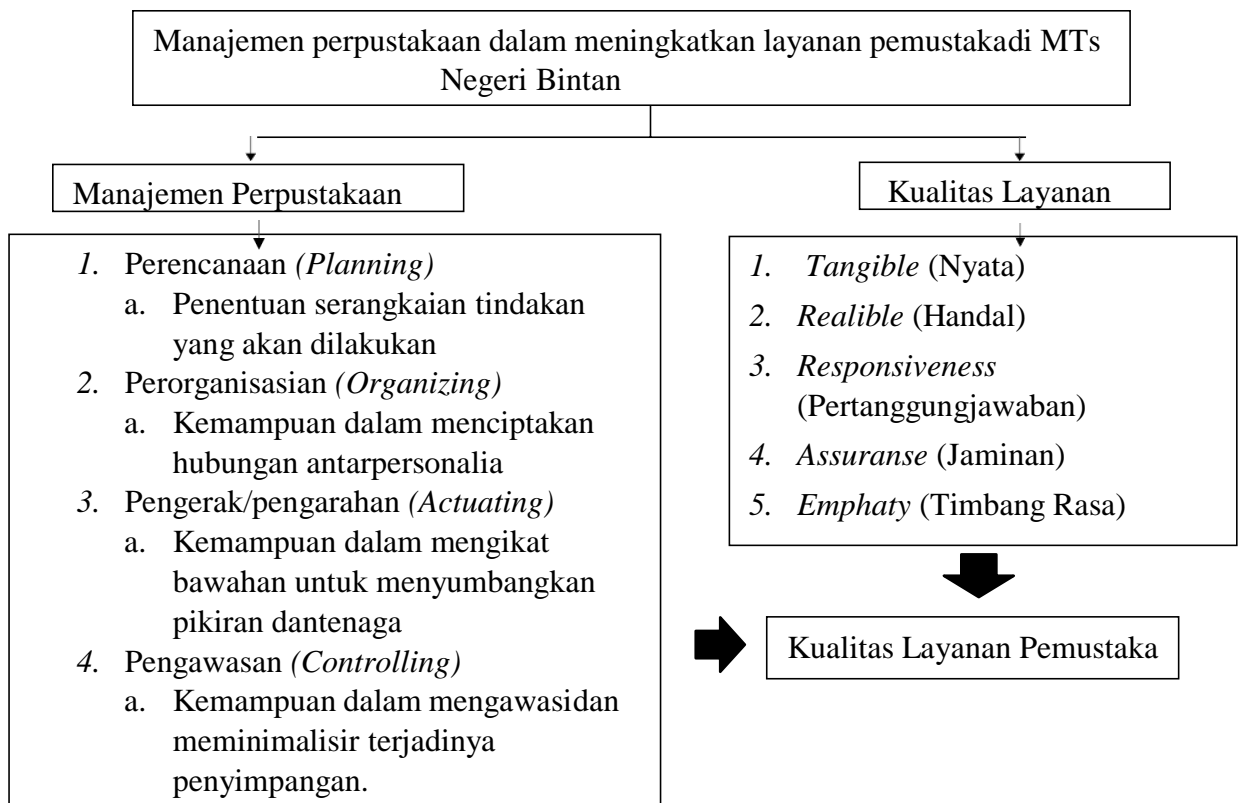 Manajemen perpustakaan dalam meningkatkan layanan pemustakadi MTs
Negeri Bintan
Manajemen Perpustakaan
1. Perencanaan (Planning)
a. Penentuan serangkaian tindakan
yang akan dilakukan
2. Perorganisasian (Organizing)
a. Kemampuan dalam menciptakan
hubungan antarpersonalia
3. Pengerak/pengarahan (Actuating)
a. Kemampuan dalam mengikat
bawahan untuk menyumbangkan
pikiran dantenaga
4. Pengawasan (Controlling)
a. Kemampuan dalam mengawasidan
meminimalisir terjadinya
penyimpangan.
Kualitas Layanan
1. Tangible (Nyata)
2. Realible (Handal)
3. Responsiveness
(Pertanggungjawaban)
4. Assuranse (Jaminan)
5. Emphaty (Timbang Rasa)
Kualitas Layanan Pemustaka